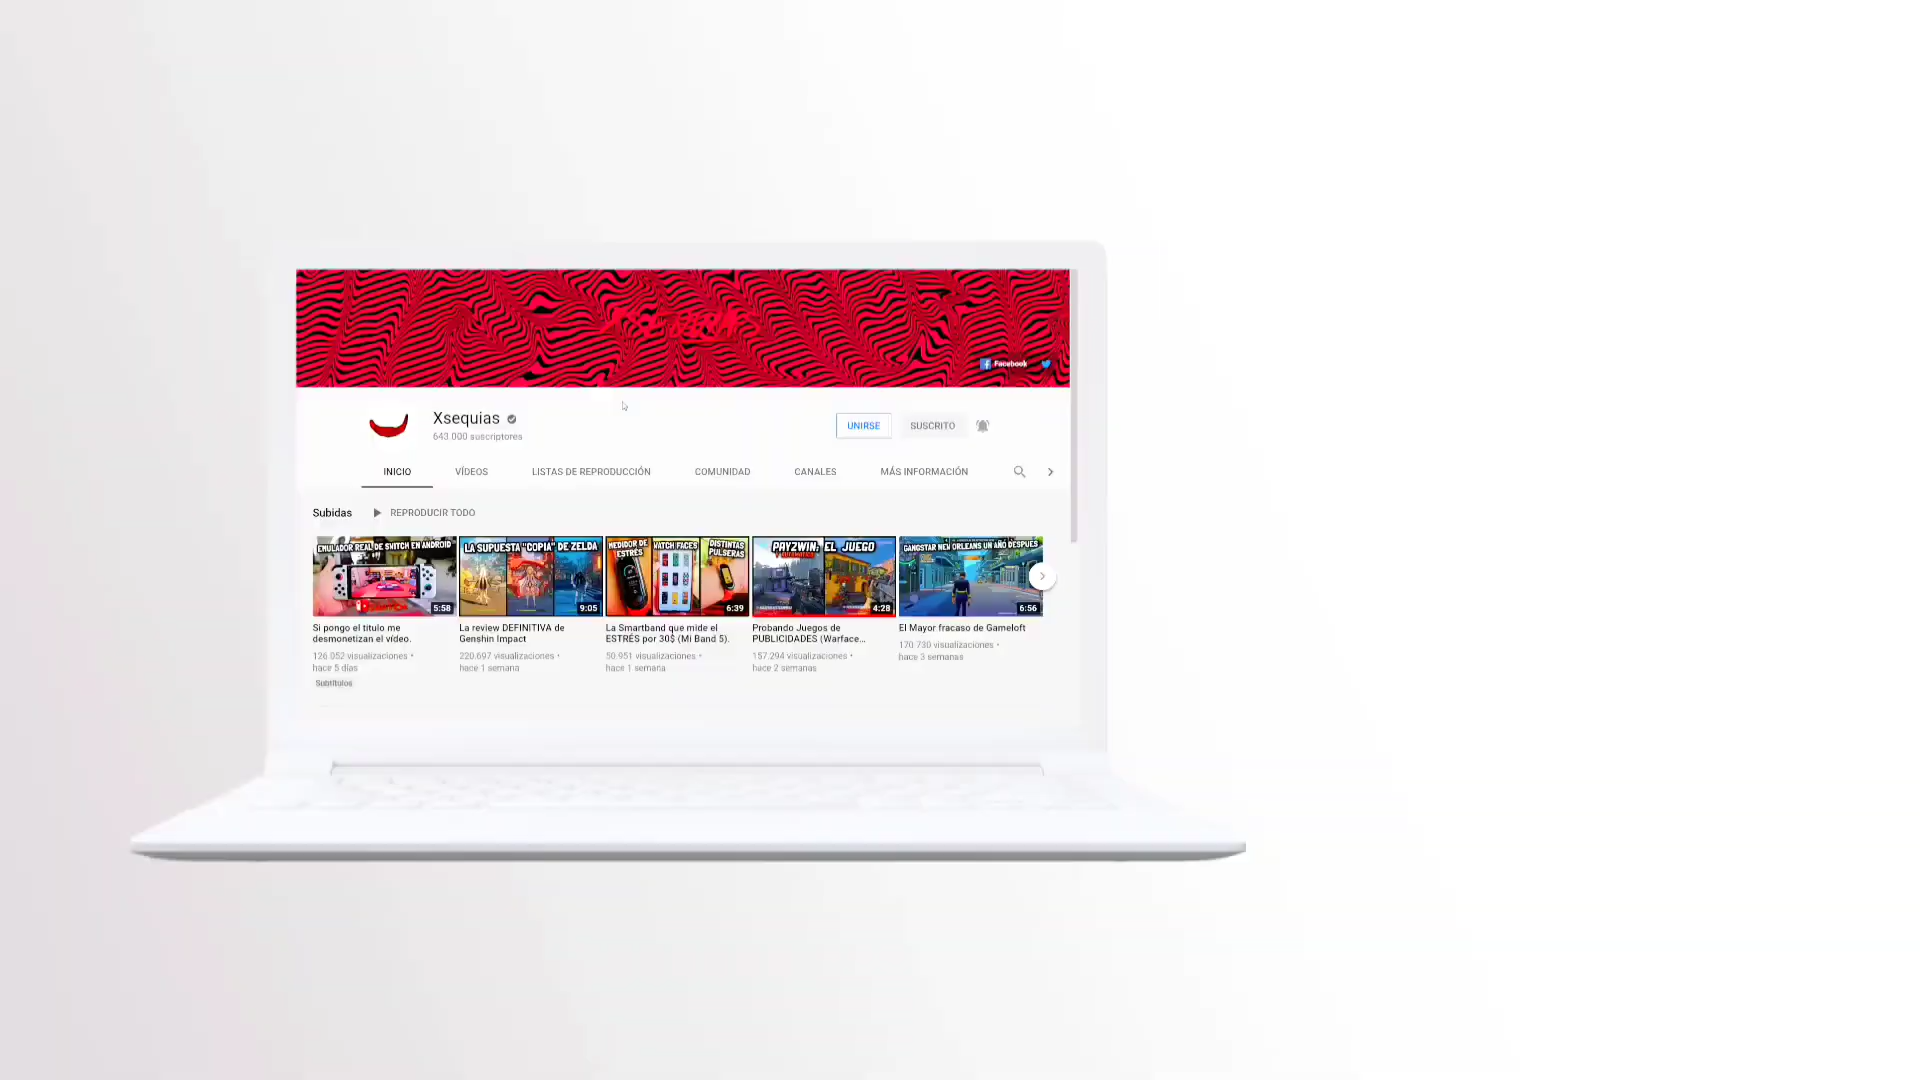 Facebook
Xsequias
643.000 suscriptores
UNIRSE
SUSCRITO
INICIO
VÍDEOS
LISTAS DE REPRODUCCIÓN
COMUNIDAD
CANALES
MÁS INFORMACIÓN
Subidas
REPRODUCIR TODO
EMULADOR REAL DE SWITCH EN ANDROID
5:58
LA SUPUESTA "COPIA" DE ZELDA
9:05
MEDIDOR DE
ESTRÉS
WATCH FACES
DISTINTAS
PULSERAS
6:39
PAY2WIN:
EL JUEGO
4:28
GANGSTAR NEW ORLEANS UN AÑO DESPUES
6:56
Si pongo el título me
desmonetizan el vídeo.
126.052 visualizaciones •
hace 5 días
Subtítulos
La review DEFINITIVA de
Genshin Impact
220.697 visualizaciones •
hace 1 semana
La Smartband que mide el
ESTRÉS por 30$ (Mi Band 5).
50.951 visualizaciones •
hace 1 semana
Probando Juegos de
PUBLICIDADES (Warface...
157.294 visualizaciones •
hace 2 semanas
El Mayor fracaso de Gameloft
170.730 visualizaciones •
hace 3 semanas